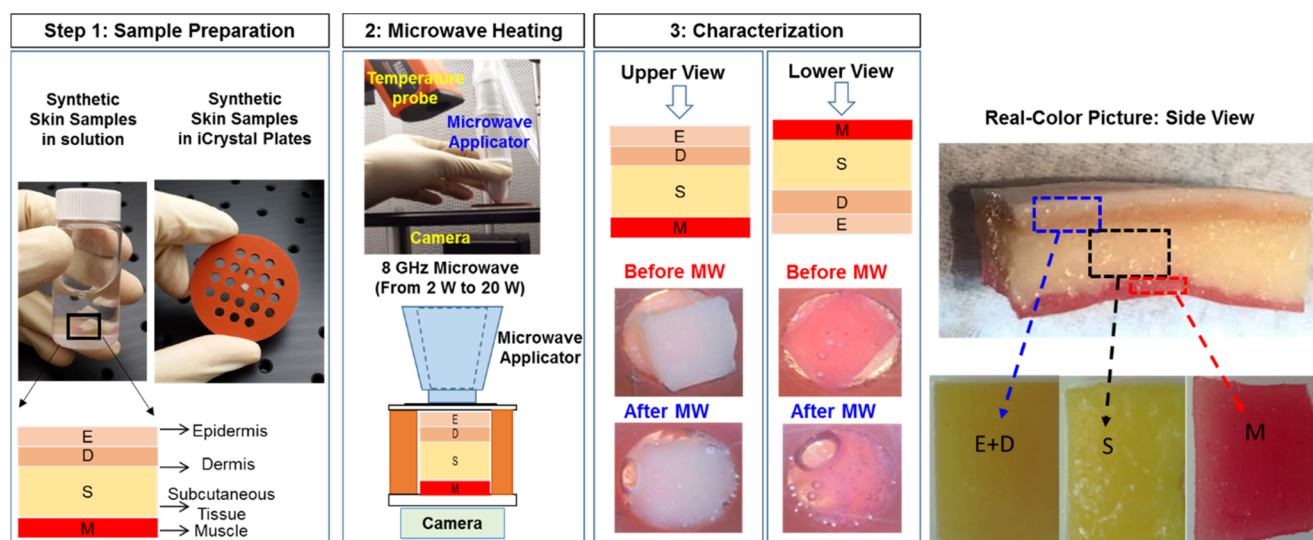 Step 1: Sample Preparation
Synthetic
Skin Samples
in solution
Synthetic
Skin Samples
in iCrystal Plates
E
D
S
M
Epidermis
Dermis
Subcutaneous
Tissue
Muscle
2: Microwave Heating
Temperature
probe
Microwave
Applicator
Camera
8 GHz Microwave
(From 2 W to 20 W)
Microwave
Applicator
E
D
S
M
Camera
3: Characterization
Upper View
E
D
S
M
Before MW
After MW
Lower View
M
S
D
E
Before MW
After MW
Real-Color Picture: Side View
E+D
S
M